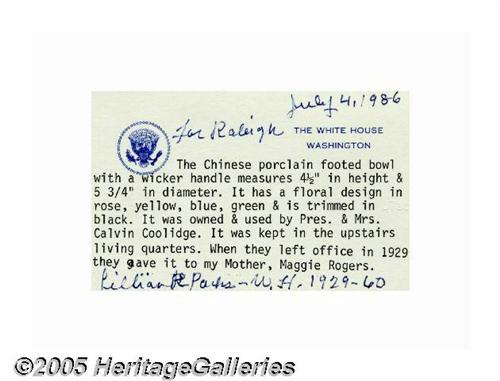 July 4, 1986
for Raleigh
THE WHITE HOUSE
WASHINGTON
The Chinese porclain footed bowl
with a wicker handle measures 4½" in height &
5 3/4" in diameter. It has a floral design in
rose, yellow, blue, green & is trimmed in
black. It was owned & used by Pres. & Mrs.
Calvin Coolidge. It was kept in the upstairs
living quarters. When they left office in 1929
they gave it to my Mother, Maggie Rogers.
Lillian R Parks - W. H. 1929-60
©2005 HeritageGalleries